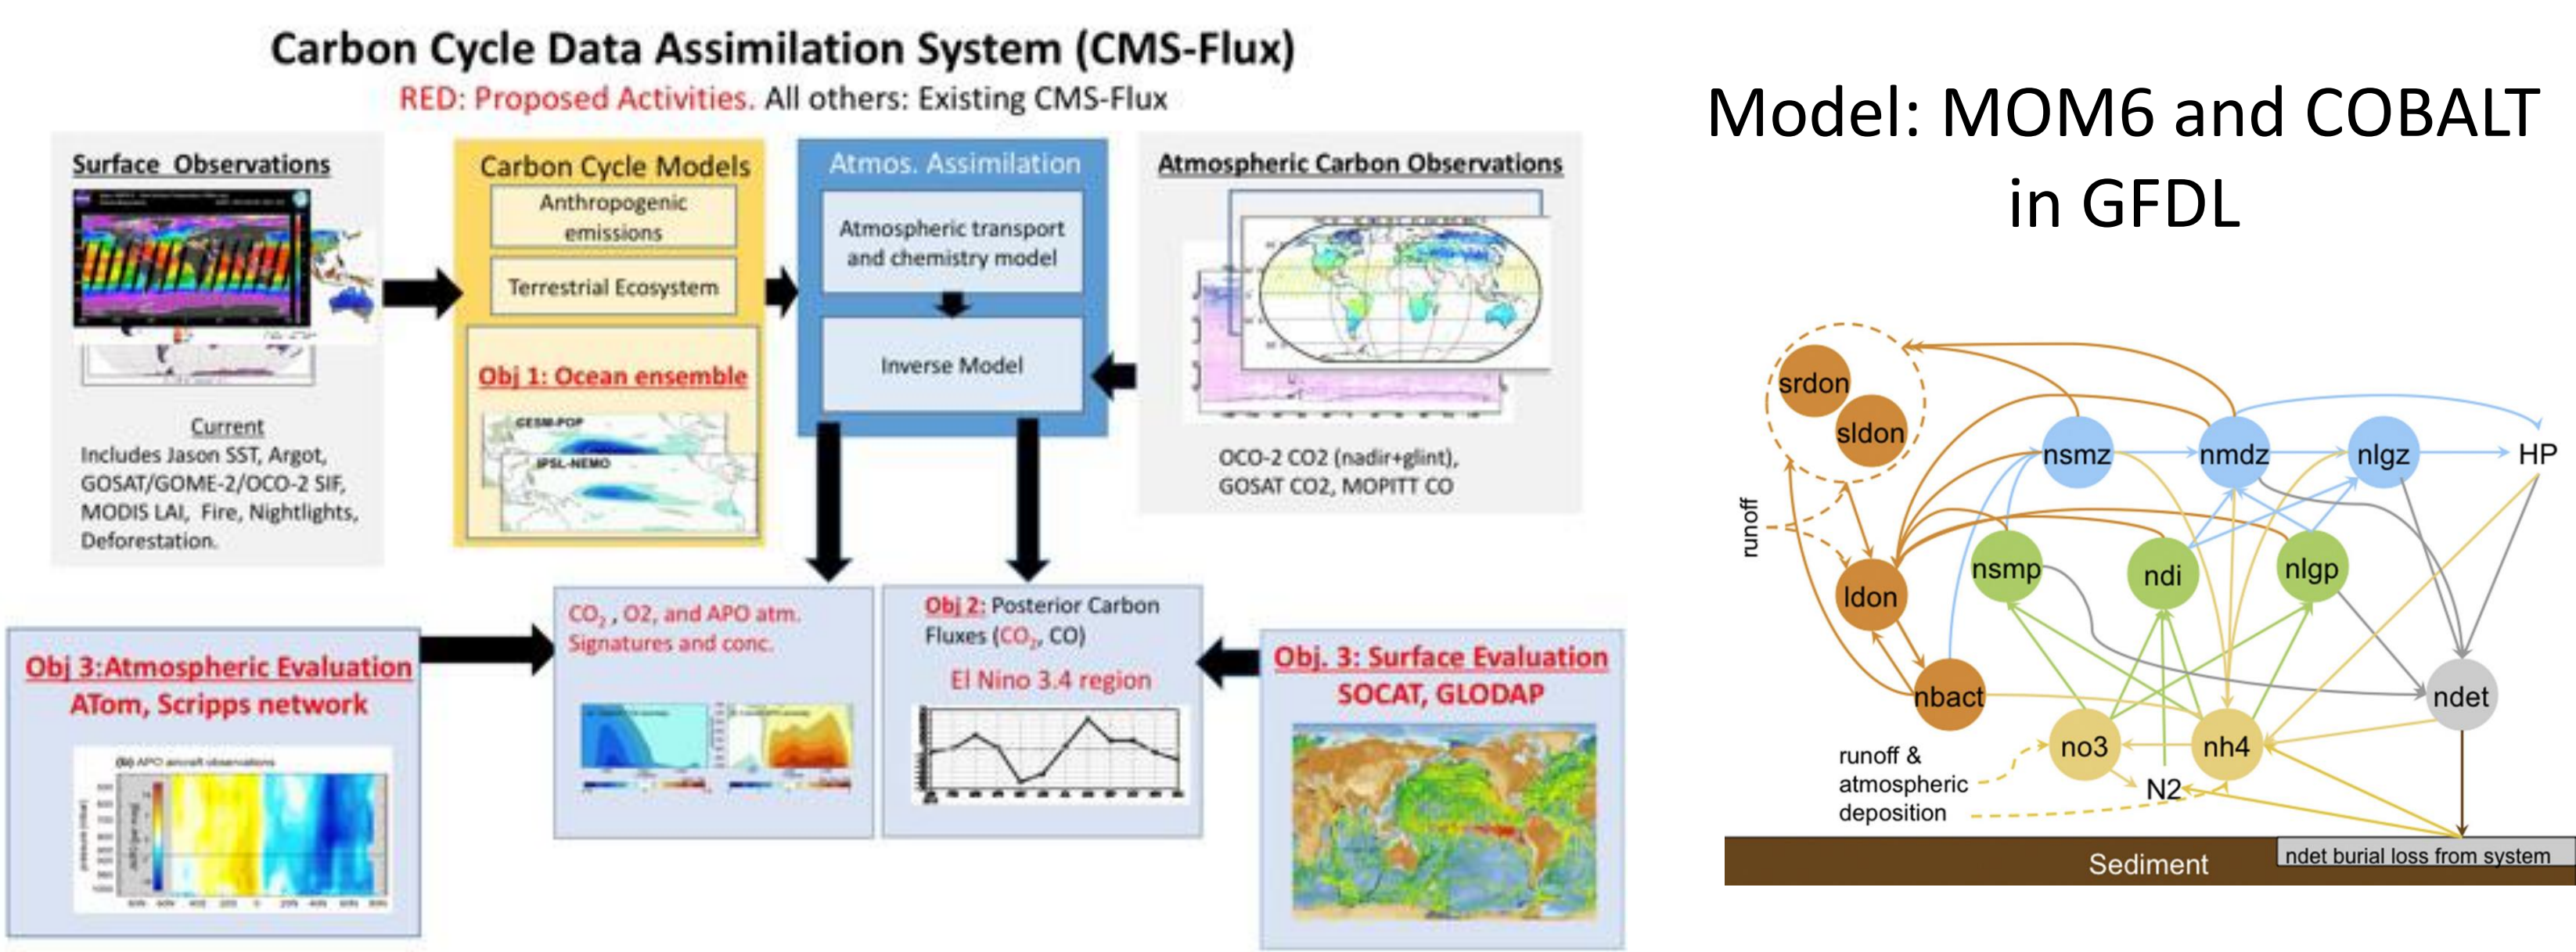 Carbon Cycle Data Assimilation System (CMS-Flux)
RED: Proposed Activities. All others: Existing CMS-Flux
Surface Observations
Current
Includes Jason SST, Argot,
GOSAT/GOME-2/OCO-2 SIF,
MODIS LAI, Fire, Nightlights,
Deforestation.
Carbon Cycle Models
Anthropogenic
emissions
Terrestrial Ecosystem
Obj 1: Ocean ensemble
CESM-POP
IPSL-NEMO
Atmos. Assimilation
Atmospheric transport
and chemistry model
Inverse Model
Atmospheric Carbon Observations
OCO-2 CO2 (nadir+glint),
GOSAT CO2, MOPITT CO
Obj 3:Atmospheric Evaluation
ATom, Scripps network
(b) APO aircraft observations
CO₂ , O2, and APO atm.
Signatures and conc.
Obj 2: Posterior Carbon
Fluxes (CO₂, CO)
El Nino 3.4 region
Obj. 3: Surface Evaluation
SOCAT, GLODAP
Model: MOM6 and COBALT
in GFDL
srdon
sldon
runoff
ldon
nbact
nsmz
nmdz
nlgz
HP
nsmp
ndi
nlgp
ndet
no3
nh4
N2
runoff &
atmospheric
deposition
Sediment
ndet burial loss from system